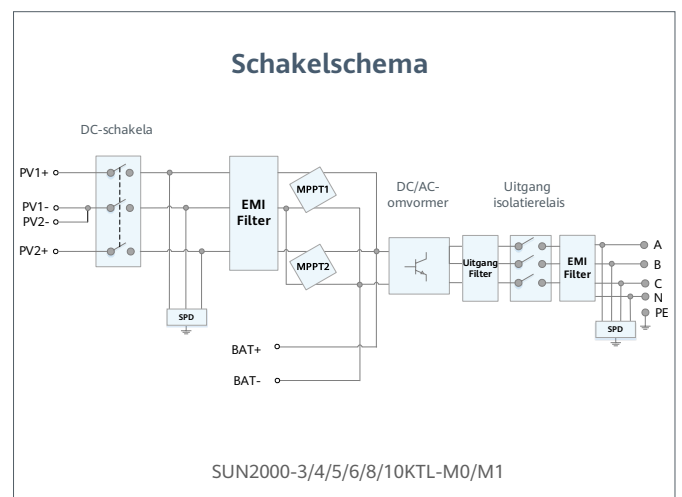 Schakelschema
DC-schakela
PV1+
PV1-
PV2-
PV2+
EMI
Filter
MPPT1
MPPT2
DC/AC-
omvormer
Uitgang
Filter
Uitgang
isolatierelais
EMI
Filter
A
B
C
N
PE
SPD
SPD
BAT+
BAT-
SUN2000-3/4/5/6/8/10KTL-M0/M1